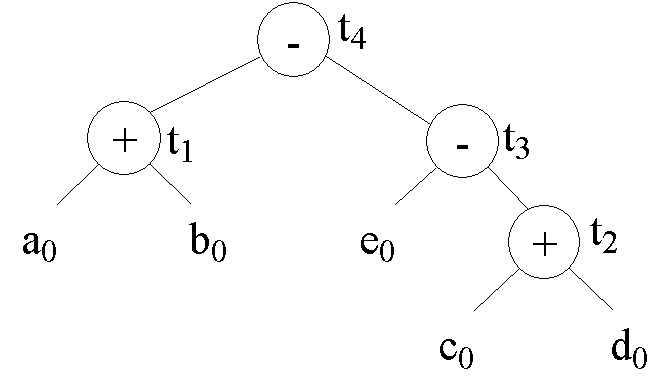 - t₄
+ t₁ - t₃
a₀ b₀ e₀ + t₂
c₀ d₀